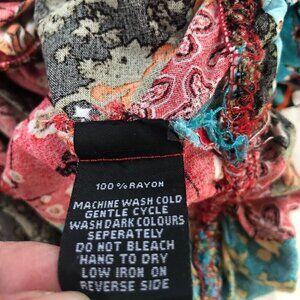 100% RAYON
MACHINE WASH COLD
GENTLE CYCLE
WASH DARK COLOURS
SEPERATELY
DO NOT BLEACH
HANG TO DRY
LOW IRON ON
REVERSE SIDE